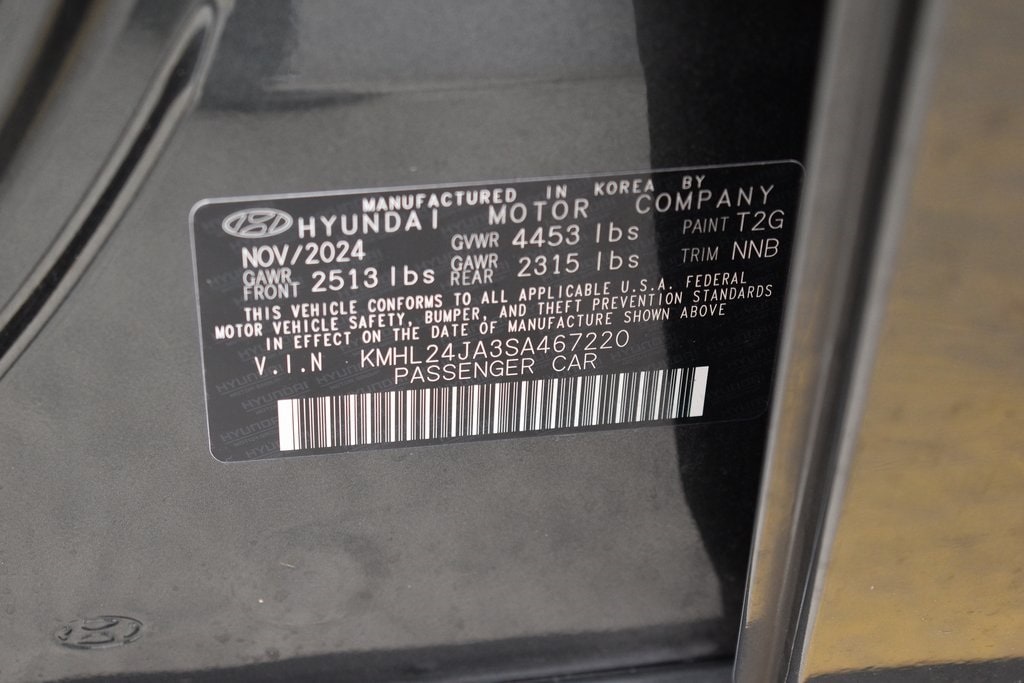 MANUFACTURED IN KOREA BY
HYUNDAI MOTOR COMPANY
NOV/2024 GVWR 4453 lbs PAINT T2G
GAWR FRONT 2513 lbs GAWR REAR 2315 lbs TRIM NNB
THIS VEHICLE CONFORMS TO ALL APPLICABLE U.S.A. FEDERAL
MOTOR VEHICLE SAFETY, BUMPER, AND THEFT PREVENTION STANDARDS
IN EFFECT ON THE DATE OF MANUFACTURE SHOWN ABOVE
V.I.N KMHL24JA3SA467220
PASSENGER CAR